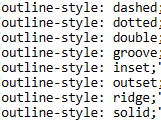 'outline-style: dashed;
'outline-style: dotted;
'outline-style: double;
'outline-style: groove;
'outline-style: inset;'
'outline-style: outset;
'outline-style: ridge;'
'outline-style: solid;'